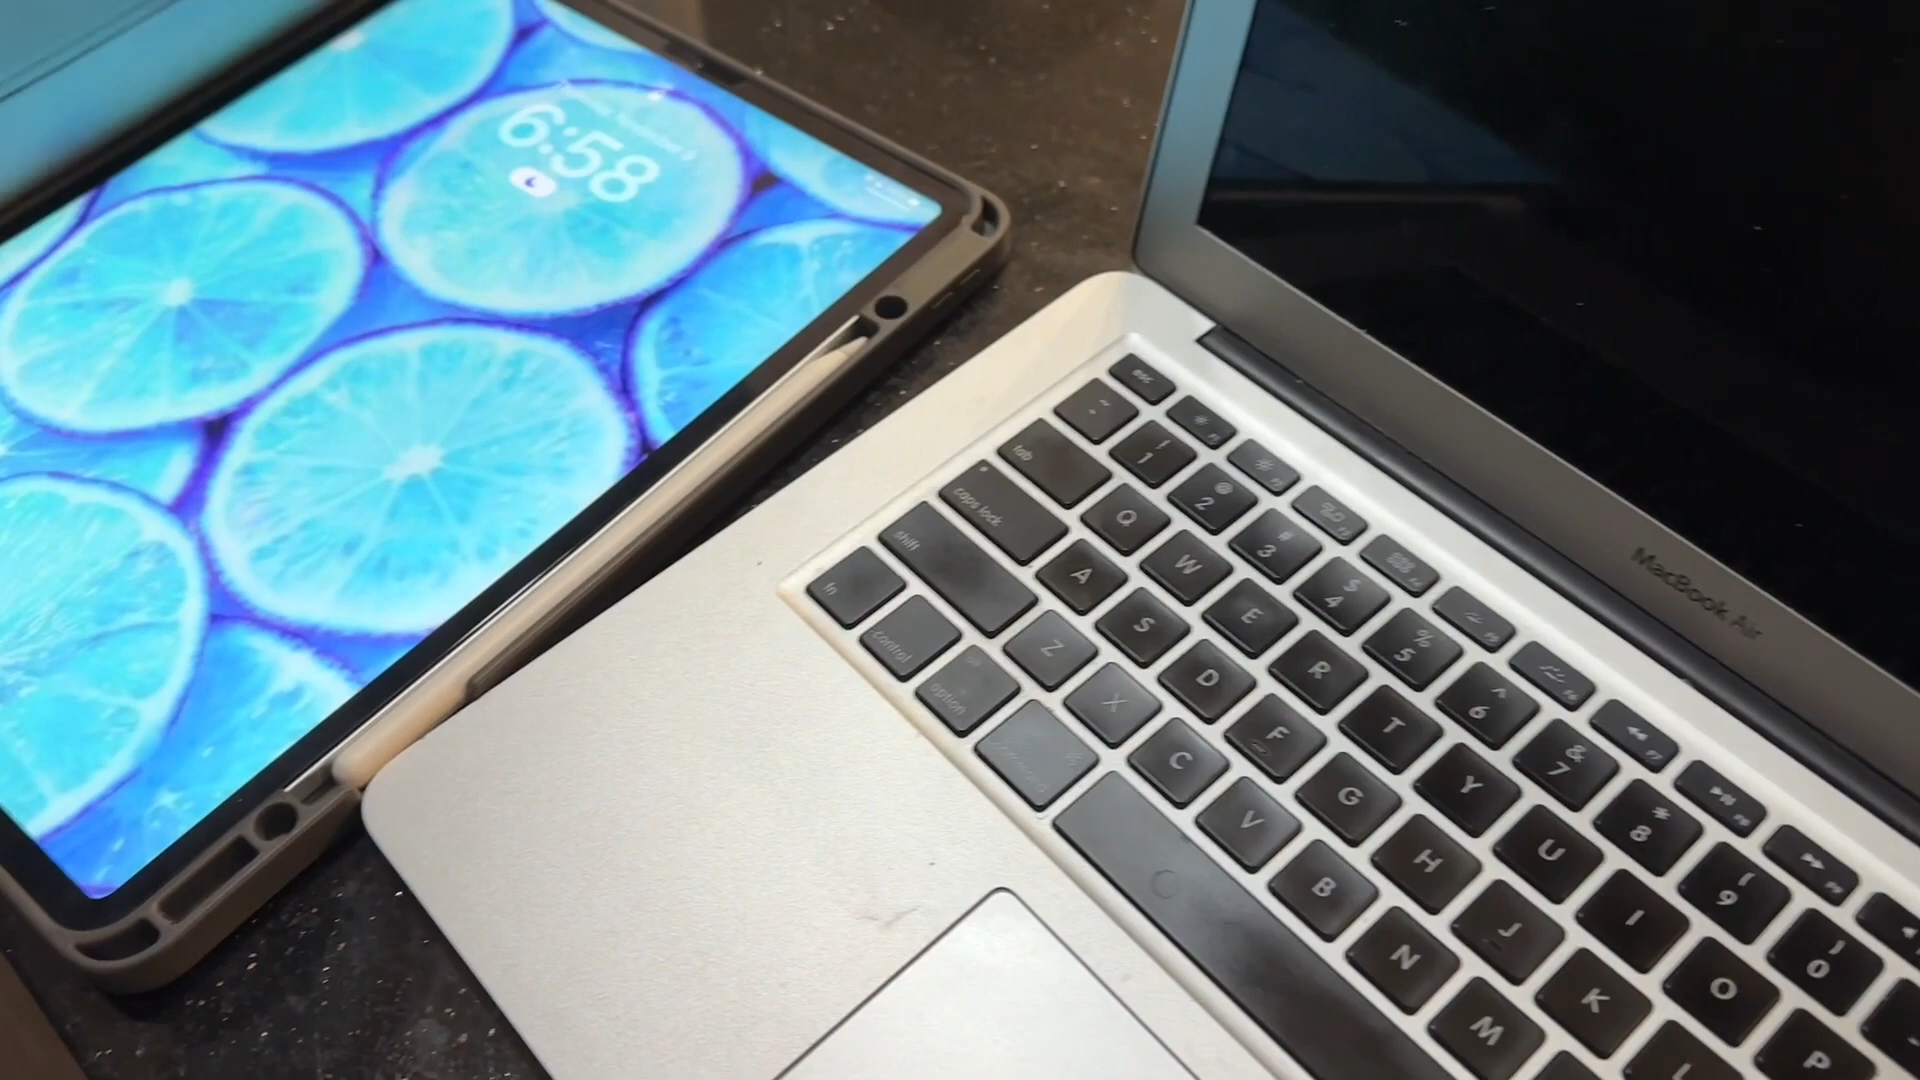 6:58
MacBook Air
esc
~
! 1
@ 2
# 3
$ 4
% 5
^ 6
& 7
* 8
( 9
) 0
tab
Q
W
E
R
T
Y
U
I
O
P
caps lock
A
S
D
F
G
H
J
K
L
shift
Z
X
C
V
B
N
M
fn
control
option